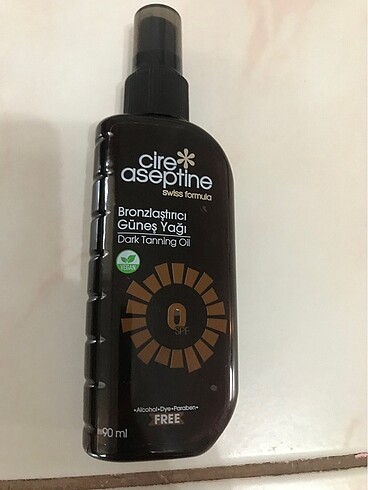 cire
aseptine
swiss formula
Bronzlaştırıcı
Güneş Yağı
Dark Tanning Oil
VEGAN
0
SPF
•Alcohol•Dye•Paraben•
FREE
90 ml